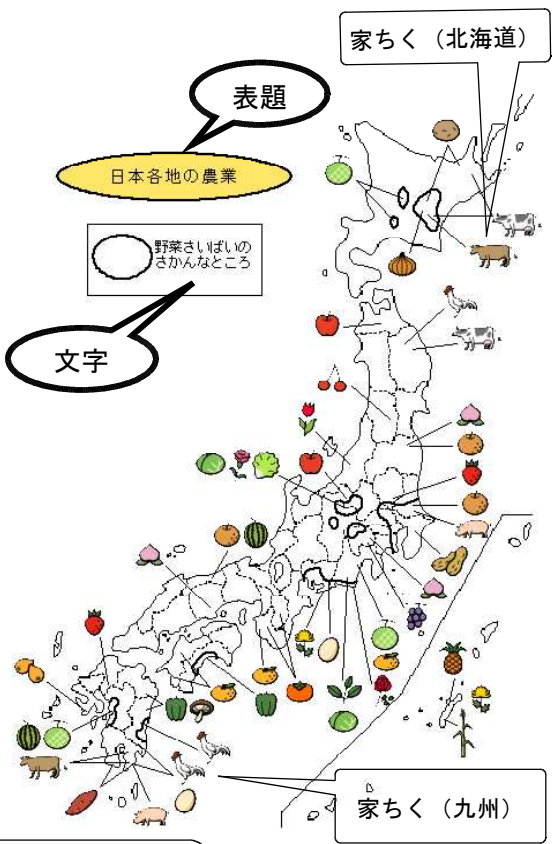 家ちく（北海道）
表題
日本各地の農業
野菜さいばいの
さかんなところ
文字
家ちく（九州）